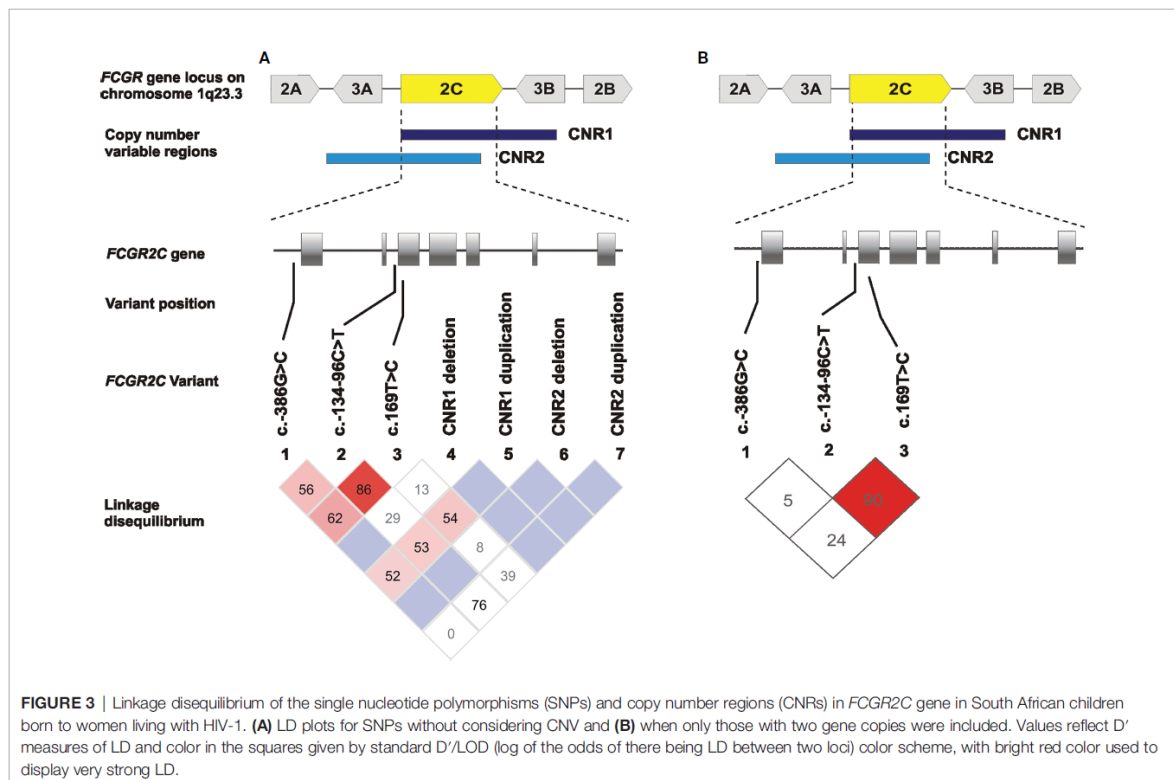 A
FCGR gene locus on
chromosome 1q23.3
2A 3A 2C 3B 2B
Copy number
variable regions
CNR1
CNR2
FCGR2C gene
Variant position
FCGR2C Variant
c.-386G>C
c.-134-96C>T
c.169T>C
CNR1 deletion
CNR1 duplication
CNR2 deletion
CNR2 duplication
1 2 3 4 5 6 7
Linkage
disequilibrium
56 86 13
62 29 54
53 8
52 39
76
0
B
2A 3A 2C 3B 2B
CNR1
CNR2
c.-386G>C
c.-134-96C>T
c.169T>C
1 2 3
5
24
FIGURE 3 | Linkage disequilibrium of the single nucleotide polymorphisms (SNPs) and copy number regions (CNRs) in FCGR2C gene in South African children
born to women living with HIV-1. (A) LD plots for SNPs without considering CNV and (B) when only those with two gene copies were included. Values reflect D′
measures of LD and color in the squares given by standard D′/LOD (log of the odds of there being LD between two loci) color scheme, with bright red color used to
display very strong LD.